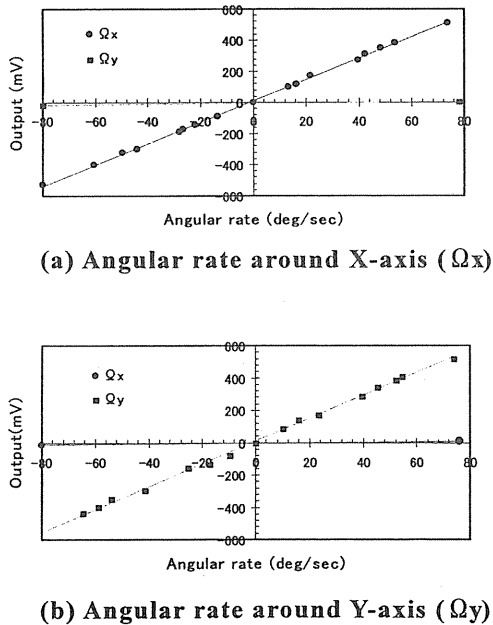 600
Ωx
400
Ωy
200
Output (mV)
0
-80 -60 -40 -20 0 20 40 60 80
-200
-400
-600
Angular rate (deg/sec)
(a) Angular rate around X-axis (Ωx)
600
Ωx
400
Ωy
200
Output(mV)
0
-80 -60 -40 -20 0 20 40 60 80
-200
-400
-600
Angular rate (deg/sec)
(b) Angular rate around Y-axis (Ωy)